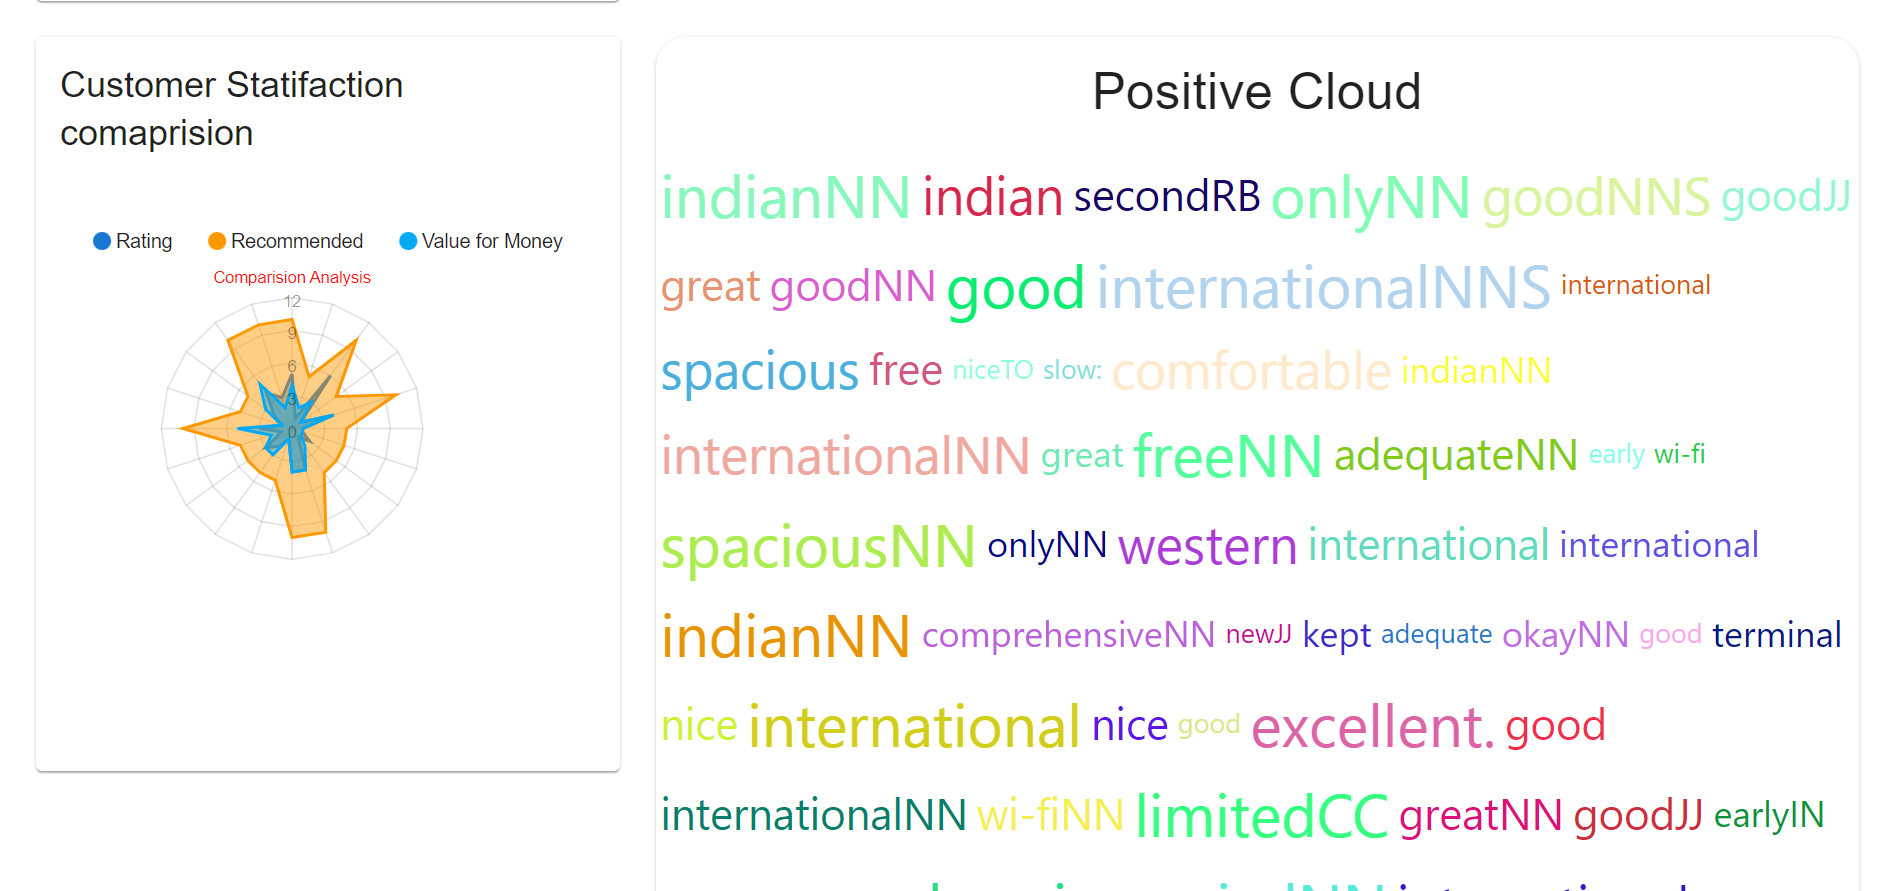 Customer Statifaction
comaprision
Rating Recommended Value for Money
Comparision Analysis
12
9
6
3
0
Positive Cloud
indianNN indian secondRB onlyNN goodNNS goodJJ
great goodNN good internationalNNS international
spacious free niceTO slow: comfortable indianNN
internationalNN great freeNN adequateNN early wi-fi
spaciousNN onlyNN western international international
indianNN comprehensiveNN newJJ kept adequate okayNN good terminal
nice international nice good excellent. good
internationalNN wi-fiNN limitedCC greatNN goodJJ earlyIN